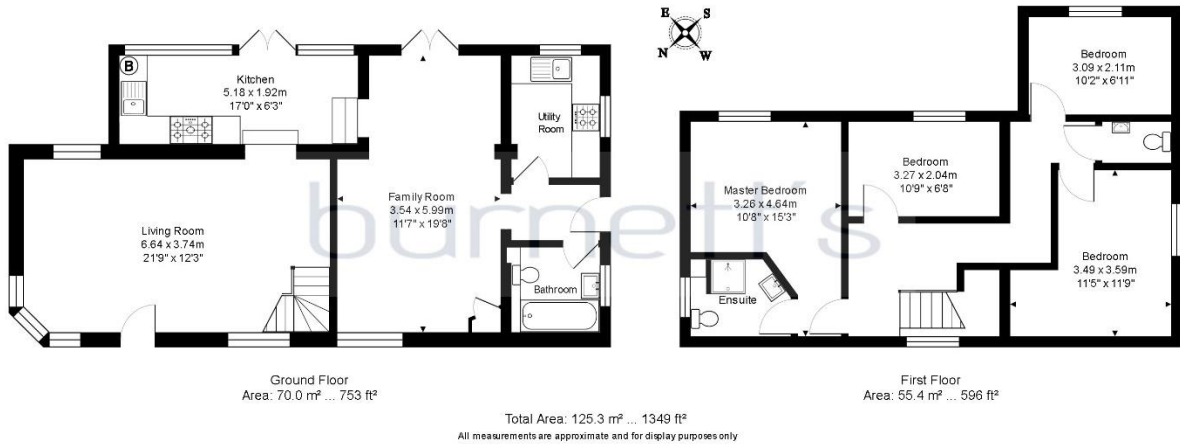 E S
N W
B
Kitchen
5.18 x 1.92m
17'0" x 6'3"
Utility
Room
Family Room
3.54 x 5.99m
11'7" x 19'8"
Living Room
6.64 x 3.74m
21'9" x 12'3"
Bathroom
Ground Floor
Area: 70.0 m² ... 753 ft²
Bedroom
3.09 x 2.11m
10'2" x 6'11"
Bedroom
3.27 x 2.04m
10'9" x 6'8"
Master Bedroom
3.26 x 4.64m
10'8" x 15'3"
Bedroom
3.49 x 3.59m
11'5" x 11'9"
Ensuite
First Floor
Area: 55.4 m² ... 596 ft²
burnett's
Total Area: 125.3 m² ... 1349 ft²
All measurements are approximate and for display purposes only